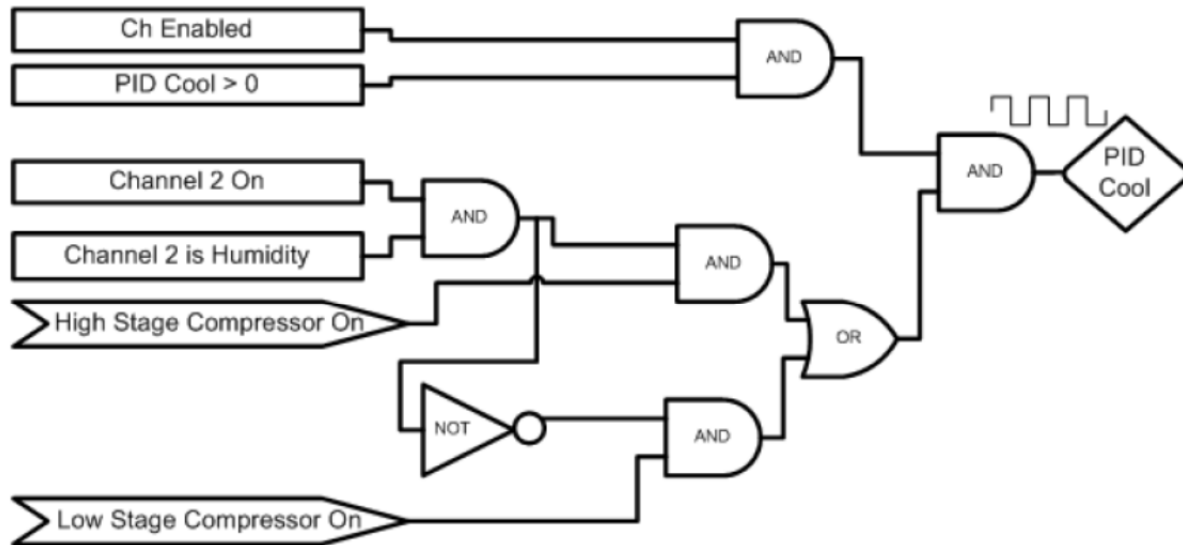 Ch Enabled
AND
PID Cool > 0
PID
Cool
AND
Channel 2 On
AND
Channel 2 is Humidity
AND
High Stage Compressor On
OR
NOT
AND
Low Stage Compressor On